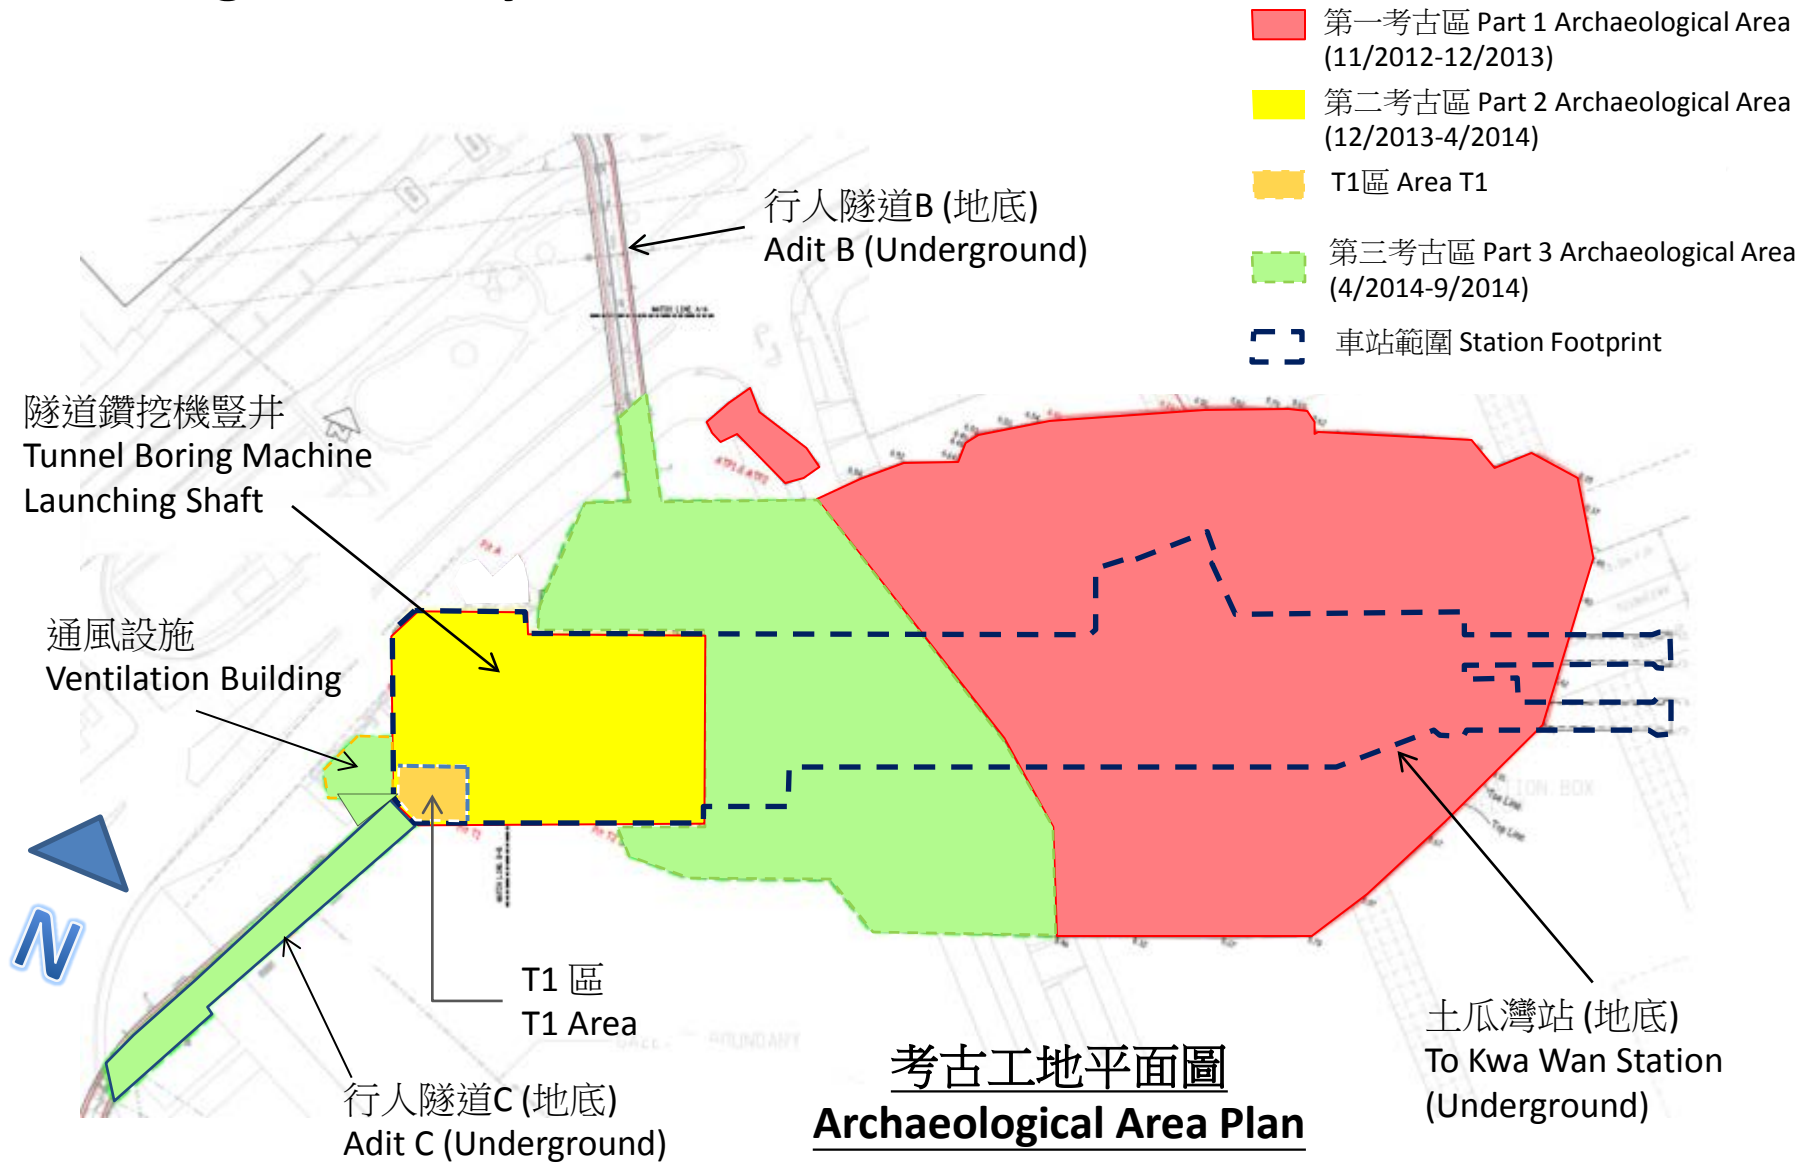 第一考古區 Part 1 Archaeological Area
(11/2012-12/2013)
第二考古區 Part 2 Archaeological Area
(12/2013-4/2014)
T1區 Area T1
第三考古區 Part 3 Archaeological Area
(4/2014-9/2014)
車站範圍 Station Footprint
行人隧道B (地底)
Adit B (Underground)
隧道鑽挖機豎井
Tunnel Boring Machine
Launching Shaft
通風設施
Ventilation Building
N
T1 區
T1 Area
行人隧道C (地底)
Adit C (Underground)
土瓜灣站 (地底)
To Kwa Wan Station
(Underground)
考古工地平面圖
Archaeological Area Plan
Pit A
Toe Line
Top Line